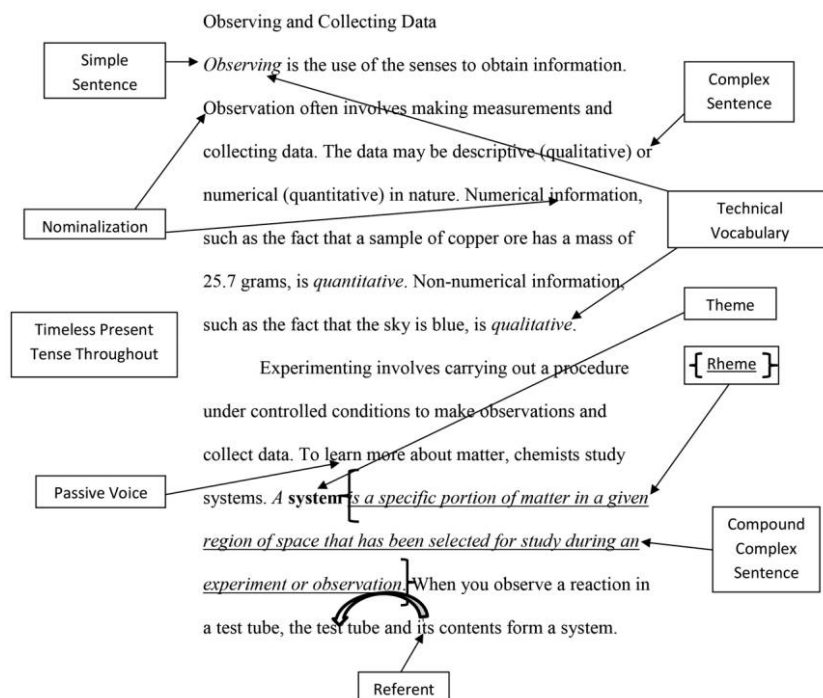 Observing and Collecting Data
Simple
Sentence
Observing is the use of the senses to obtain information.
Complex
Sentence
Observation often involves making measurements and
collecting data. The data may be descriptive (qualitative) or
numerical (quantitative) in nature. Numerical information,
Nominalization
Technical
Vocabulary
such as the fact that a sample of copper ore has a mass of
25.7 grams, is quantitative. Non-numerical information,
Theme
such as the fact that the sky is blue, is qualitative.
Timeless Present
Tense Throughout
Experimenting involves carrying out a procedure
{ Rheme }
under controlled conditions to make observations and
collect data. To learn more about matter, chemists study
Passive Voice
systems. A system is a specific portion of matter in a given
region of space that has been selected for study during an
Compound
Complex
Sentence
experiment or observation. When you observe a reaction in
a test tube, the test tube and its contents form a system.
Referent